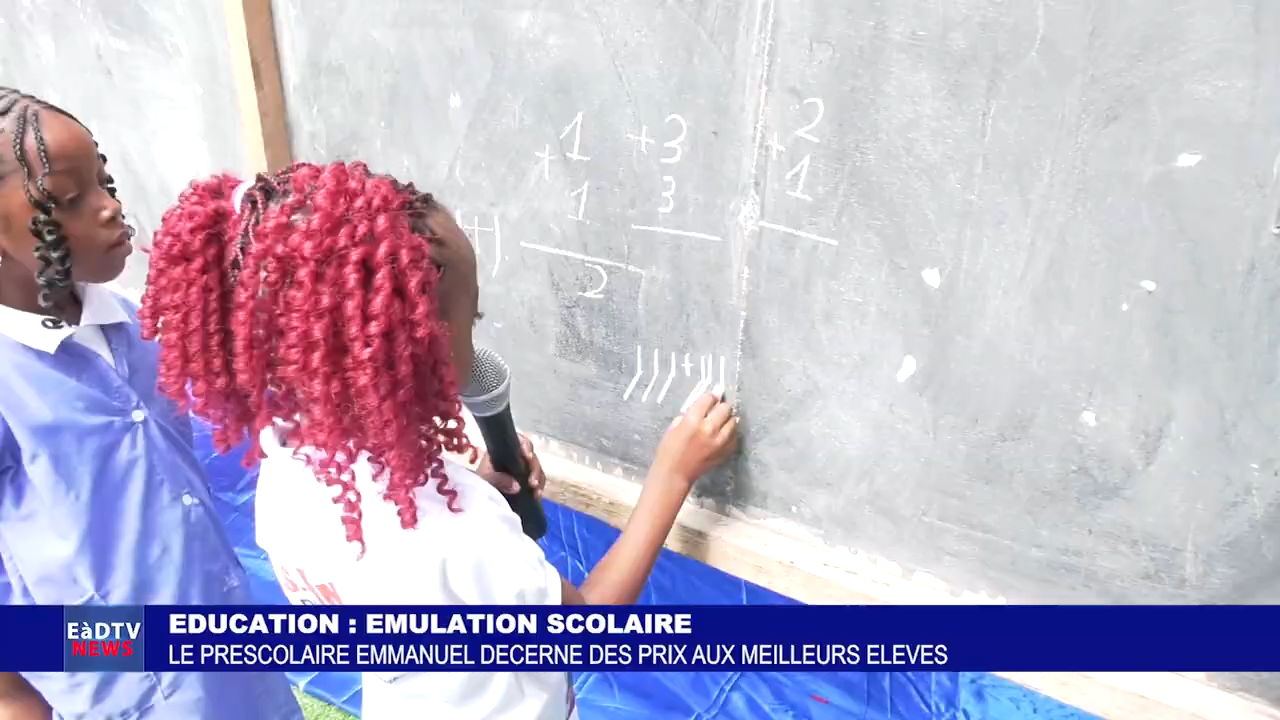 1 +3 2
+ 1 3 + 1
2
+
EDUCATION : EMULATION SCOLAIRE
EàDTV
NEWS
LE PRESCOLAIRE EMMANUEL DECERNE DES PRIX AUX MEILLEURS ELEVES